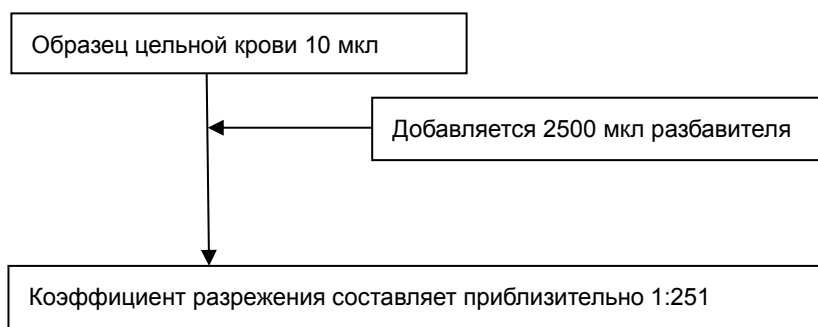 Образец цельной крови 10 мкл
Добавляется 2500 мкл разбавителя
Коэффициент разрежения составляет приблизительно 1:251